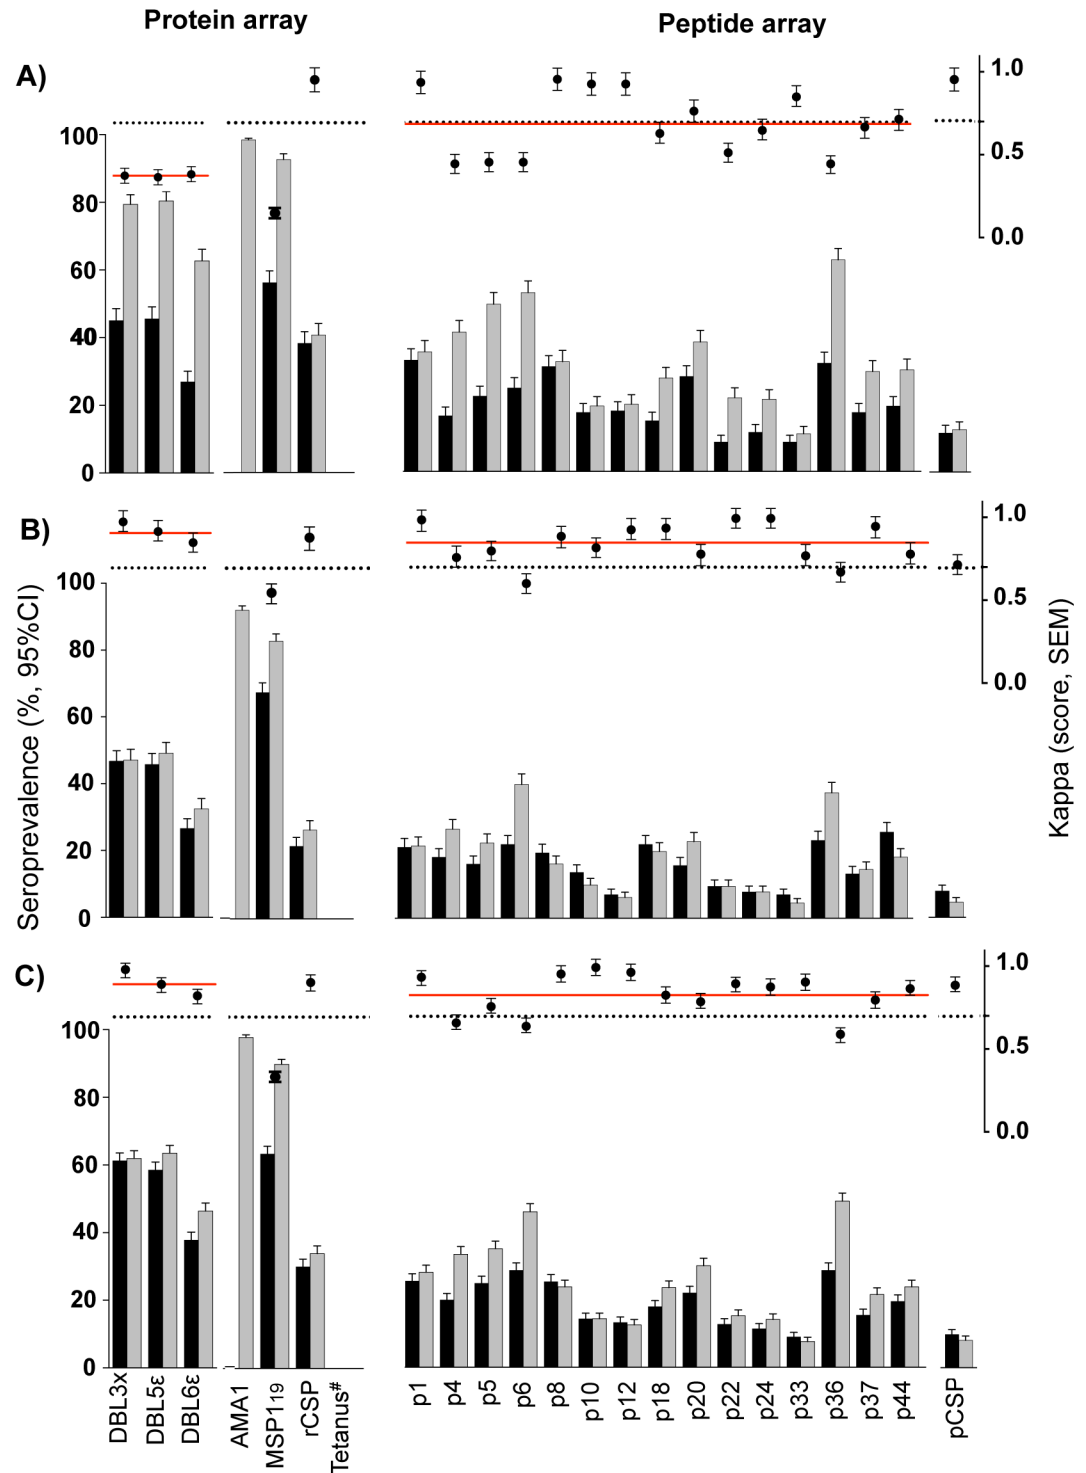 Protein array
Peptide array
A)
100
80
60
40
20
0
1.0
0.5
0.0
B)
100
80
60
40
20
0
1.0
0.5
0.0
Seroprevalence (%, 95%CI)
Kappa (score, SEM)
C)
100
80
60
40
20
0
1.0
0.5
0.0
DBL3x
DBL5ε
DBL6ε
AMA1
MSP119
rCSP
Tetanus#
p1
p4
p5
p6
p8
p10
p12
p18
p20
p22
p24
p33
p36
p37
p44
pCSP